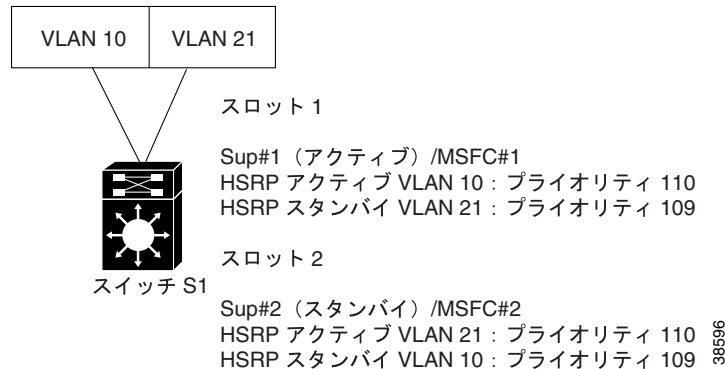 VLAN 10 VLAN 21
スロット 1
Sup#1（アクティブ）/MSFC#1
HSRP アクティブ VLAN 10：プライオリティ 110
HSRP スタンバイ VLAN 21：プライオリティ 109
スロット 2
スイッチ S1
Sup#2（スタンバイ）/MSFC#2
HSRP アクティブ VLAN 21：プライオリティ 110
HSRP スタンバイ VLAN 10：プライオリティ 109
38596